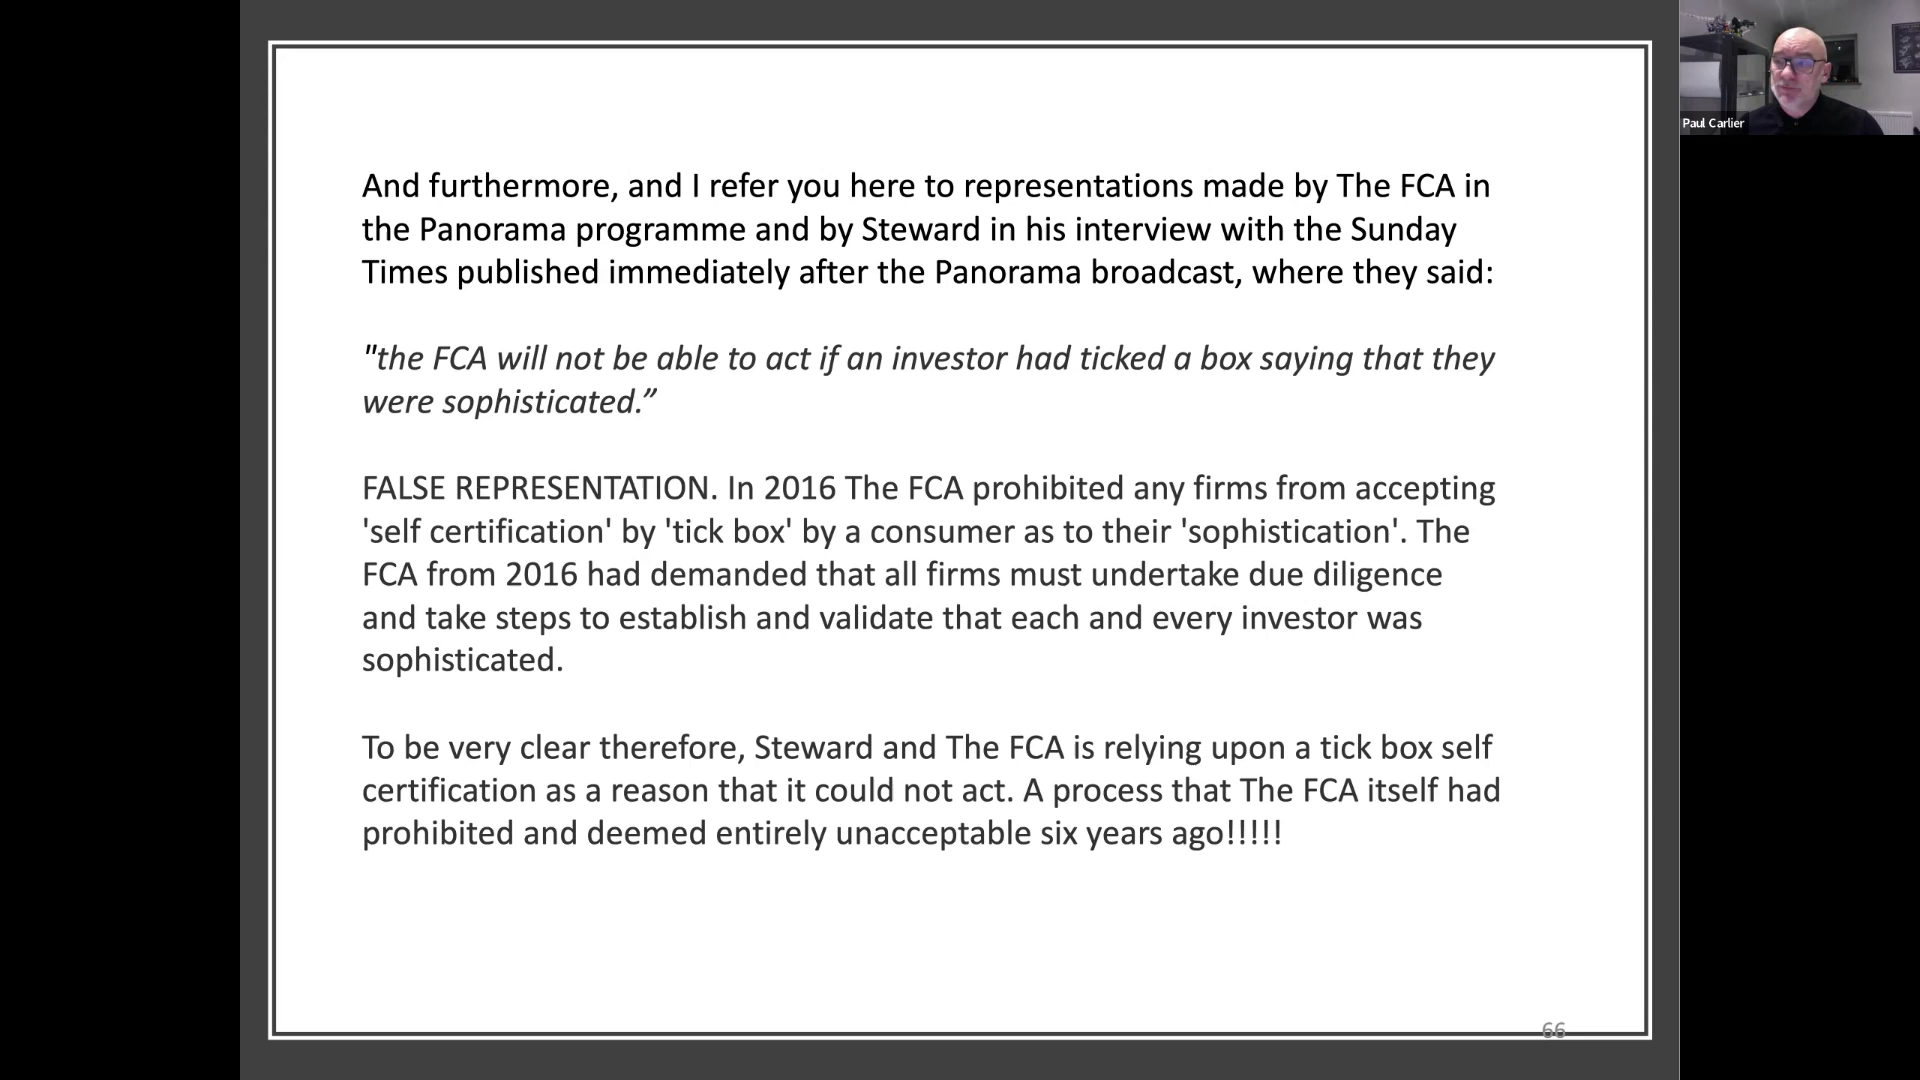 Paul Carlier
And furthermore, and I refer you here to representations made by The FCA in
the Panorama programme and by Steward in his interview with the Sunday
Times published immediately after the Panorama broadcast, where they said:
"the FCA will not be able to act if an investor had ticked a box saying that they
were sophisticated.”
FALSE REPRESENTATION. In 2016 The FCA prohibited any firms from accepting
'self certification' by 'tick box' by a consumer as to their 'sophistication'. The
FCA from 2016 had demanded that all firms must undertake due diligence
and take steps to establish and validate that each and every investor was
sophisticated.
To be very clear therefore, Steward and The FCA is relying upon a tick box self
certification as a reason that it could not act. A process that The FCA itself had
prohibited and deemed entirely unacceptable six years ago!!!!!
66